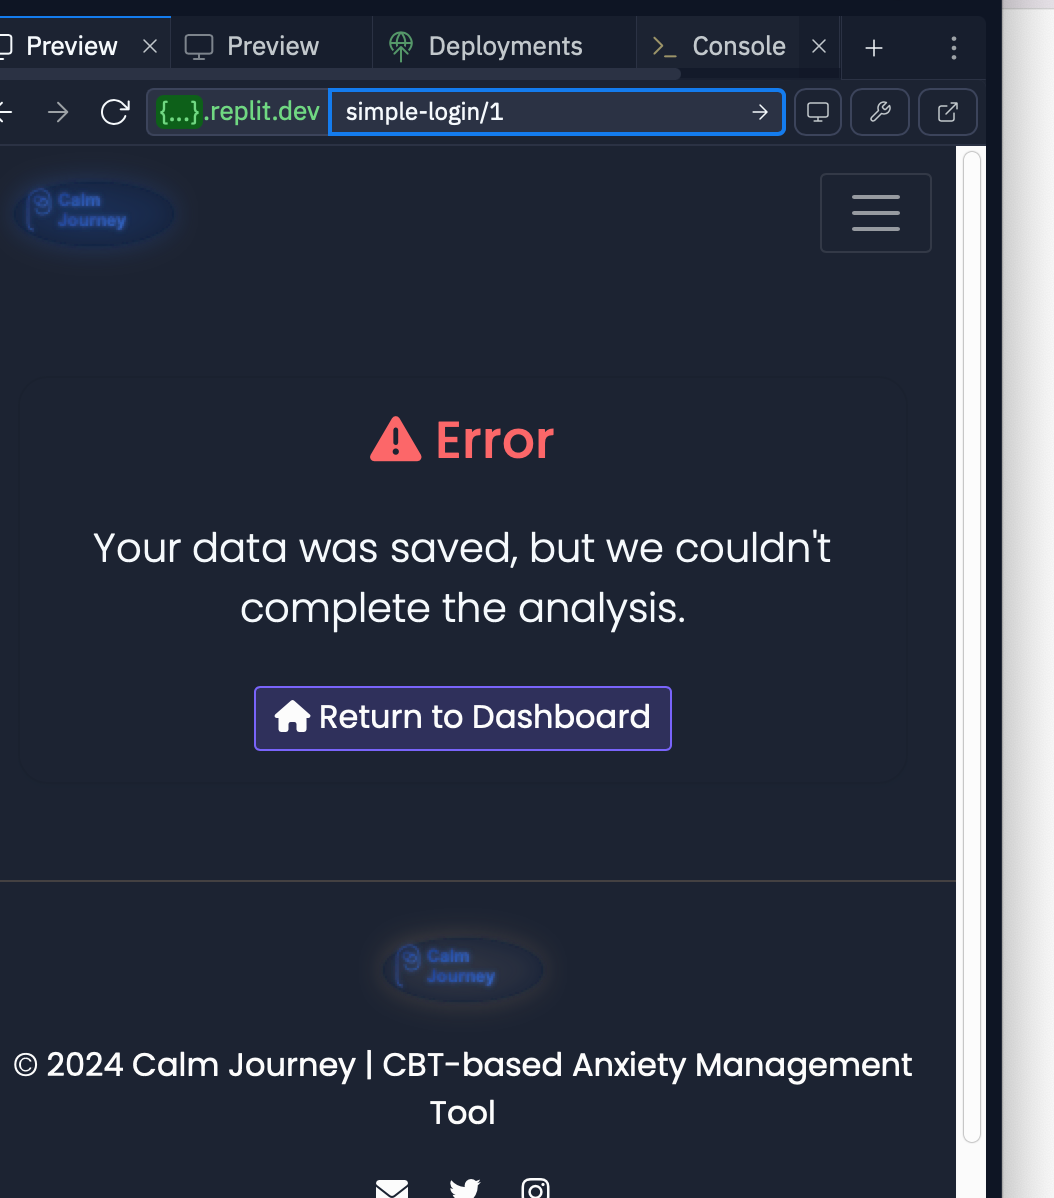 Preview Preview Deployments Console
{...}.replit.dev simple-login/1
Calm
Journey
Error
Your data was saved, but we couldn't
complete the analysis.
Return to Dashboard
Calm
Journey
© 2024 Calm Journey | CBT-based Anxiety Management
Tool